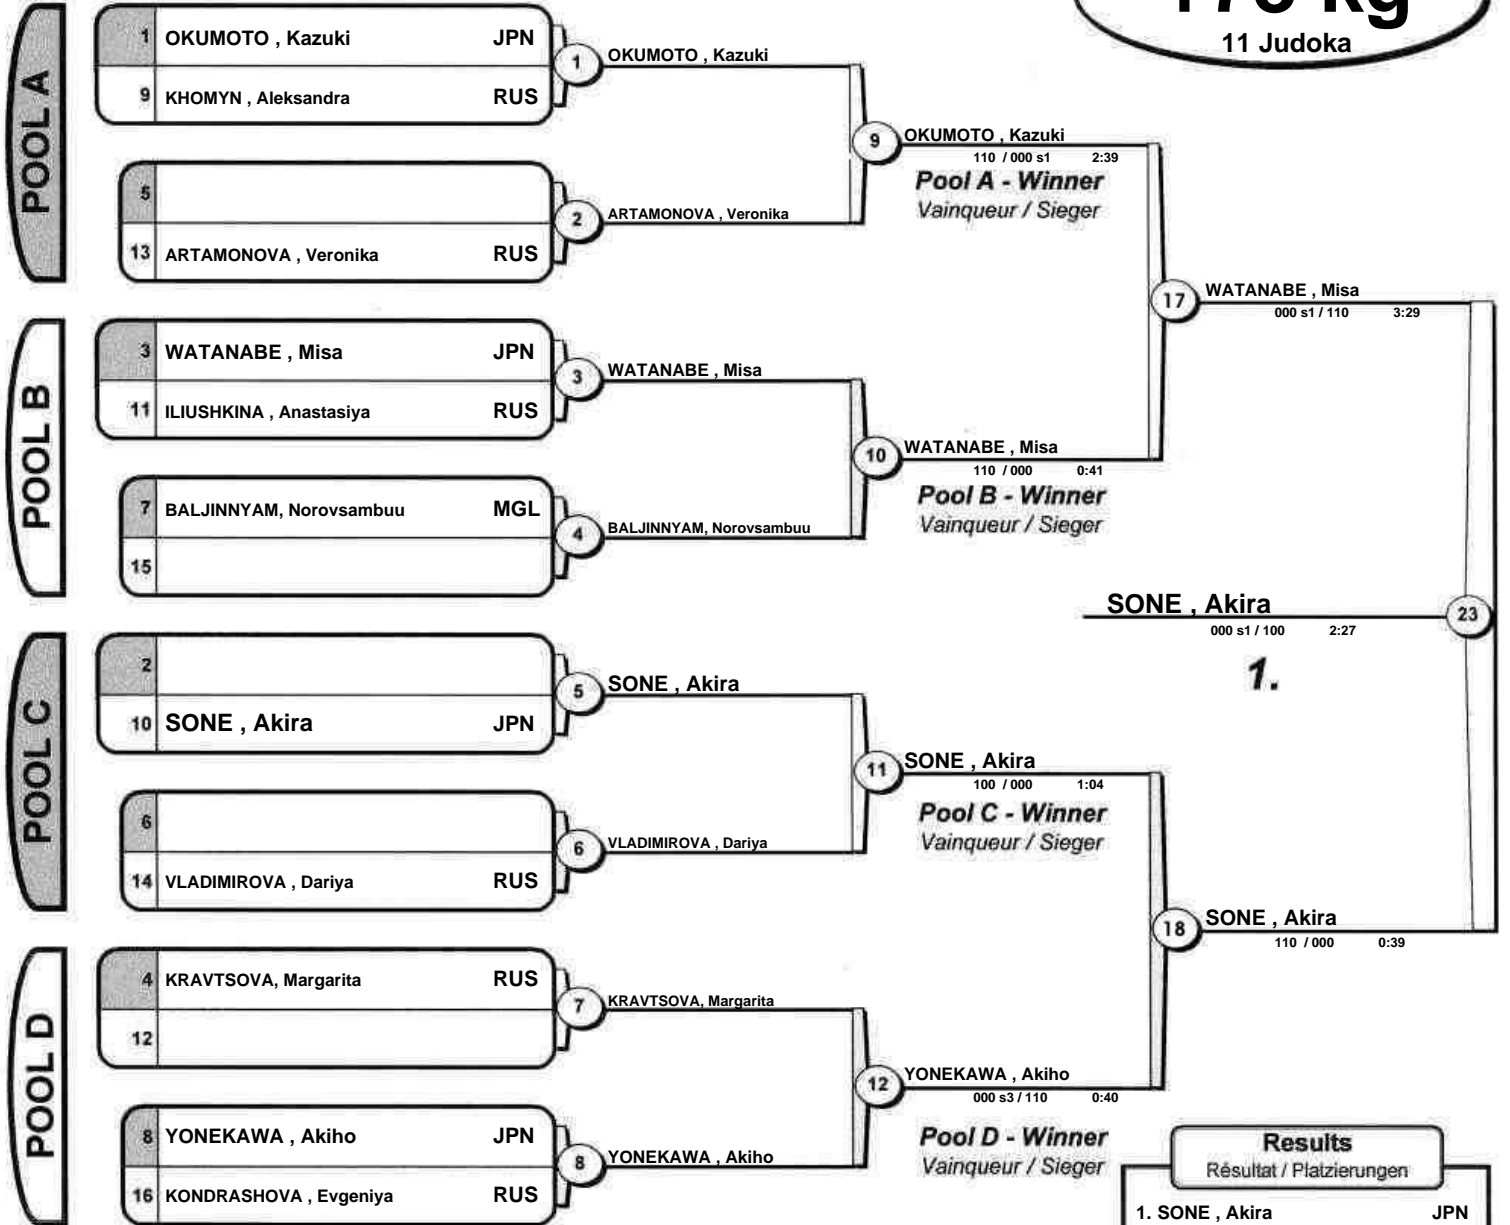 11 Judoka
POOL A
1 OKUMOTO , Kazuki JPN
9 KHOMYN , Aleksandra RUS
1
OKUMOTO , Kazuki
5
13 ARTAMONOVA , Veronika RUS
2
ARTAMONOVA , Veronika
9
OKUMOTO , Kazuki
110 / 000 s1 2:39
Pool A - Winner
Vainqueur / Sieger
POOL B
3 WATANABE , Misa JPN
11 ILIUSHKINA , Anastasiya RUS
3
WATANABE , Misa
7 BALJINNYAM, Norovsambuu MGL
15
4
BALJINNYAM, Norovsambuu
10
WATANABE , Misa
110 / 000 0:41
Pool B - Winner
Vainqueur / Sieger
17
WATANABE , Misa
000 s1 / 110 3:29
POOL C
2
10 SONE , Akira JPN
5
SONE , Akira
6
14 VLADIMIROVA , Dariya RUS
6
VLADIMIROVA , Dariya
11
SONE , Akira
100 / 000 1:04
Pool C - Winner
Vainqueur / Sieger
POOL D
4 KRAVTSOVA, Margarita RUS
12
7
KRAVTSOVA, Margarita
8 YONEKAWA , Akiho JPN
16 KONDRASHOVA , Evgeniya RUS
8
YONEKAWA , Akiho
12
YONEKAWA , Akiho
000 s3 / 110 0:40
Pool D - Winner
Vainqueur / Sieger
18
SONE , Akira
110 / 000 0:39
SONE , Akira
23
000 s1 / 100 2:27
1.
Results
Résultat / Platzierungen
1. SONE , Akira JPN